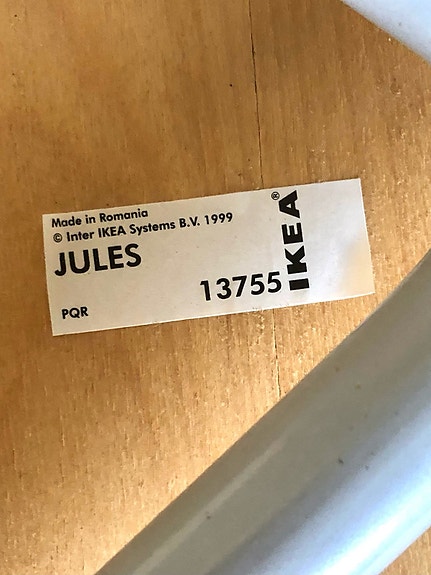 Made in Romania
© Inter IKEA Systems B.V. 1999
JULES
13755
PQR
IKEA®